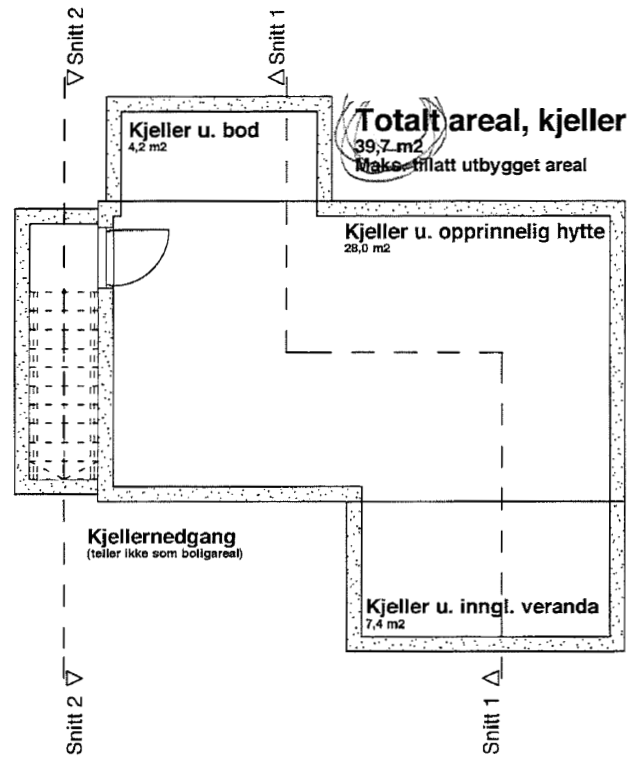 Snitt 2
Snitt 1
Totalt areal, kjeller
39,7 m2
Maks. tillatt utbygget areal
Kjeller u. bod
4,2 m2
Kjeller u. opprinnelig hytte
28,0 m2
Kjellernedgang
(teller ikke som boligareal)
Kjeller u. inngl. veranda
7,4 m2
Snitt 2
Snitt 1